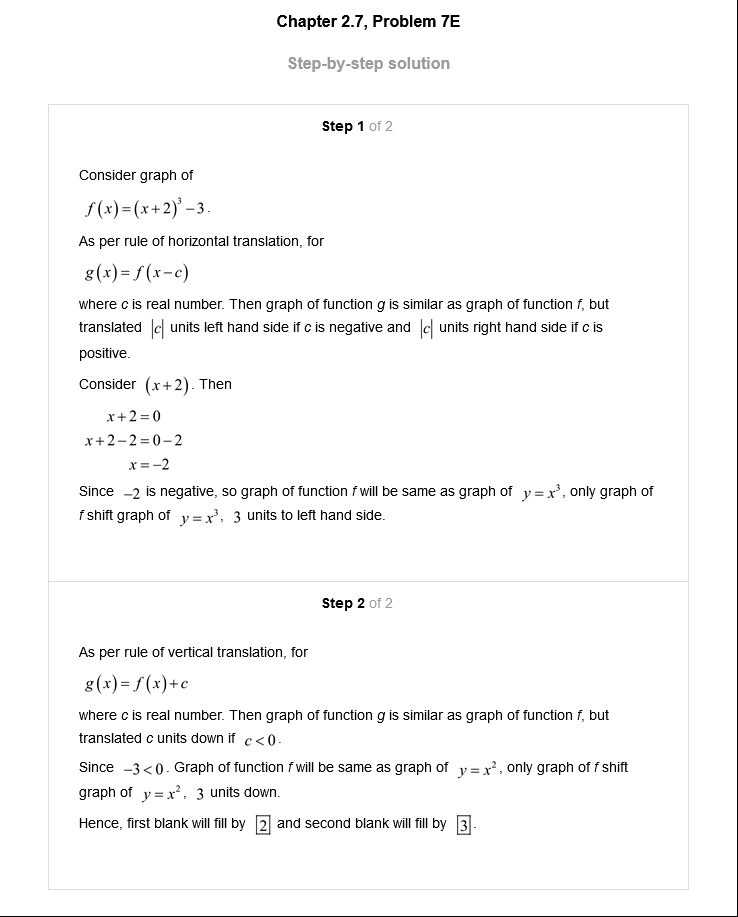 Chapter 2.7, Problem 7E
Step-by-step solution
Step 1 of 2
Consider graph of
f(x)=(x+2)³−3.
As per rule of horizontal translation, for
g(x)=f(x−c)
where c is real number. Then graph of function g is similar as graph of function f, but
translated |c| units left hand side if c is negative and |c| units right hand side if c is
positive.
Consider (x+2). Then
x+2=0
x+2−2=0−2
x=−2
Since −2 is negative, so graph of function f will be same as graph of y=x³, only graph of
f shift graph of y=x³, 3 units to left hand side.
Step 2 of 2
As per rule of vertical translation, for
g(x)=f(x)+c
where c is real number. Then graph of function g is similar as graph of function f, but
translated c units down if c<0.
Since −3<0. Graph of function f will be same as graph of y=x², only graph of f shift
graph of y=x², 3 units down.
Hence, first blank will fill by 2 and second blank will fill by 3.